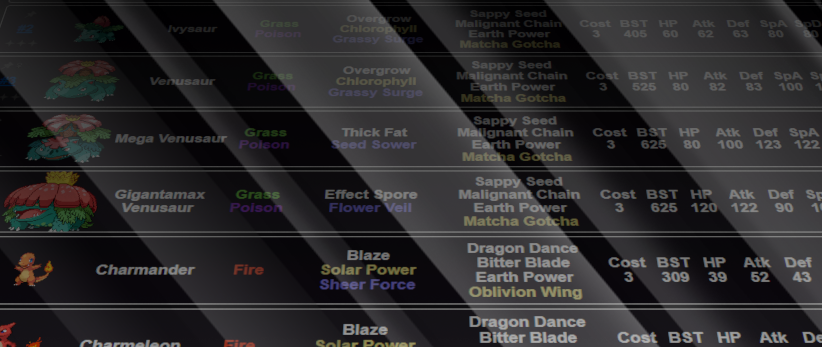 Ivysaur Grass Poison Overgrow Chlorophyll Grassy Surge Sappy Seed Malignant Chain Earth Power Matcha Gotcha Cost 3 BST 405 HP 60 Atk 62 Def 63 SpA 80 SpD 80
Venusaur Grass Poison Overgrow Chlorophyll Grassy Surge Sappy Seed Malignant Chain Earth Power Matcha Gotcha Cost 3 BST 525 HP 80 Atk 82 Def 83 SpA 100
Mega Venusaur Grass Poison Thick Fat Seed Sower Sappy Seed Malignant Chain Earth Power Matcha Gotcha Cost 3 BST 625 HP 80 Atk 100 Def 123 SpA 122
Gigantamax Venusaur Grass Poison Effect Spore Flower Veil Sappy Seed Malignant Chain Earth Power Matcha Gotcha Cost 3 BST 625 HP 120 Atk 122 Def 90
Charmander Fire Blaze Solar Power Sheer Force Dragon Dance Bitter Blade Earth Power Oblivion Wing Cost 3 BST 309 HP 39 Atk 52 Def 43
Charmeleon Fire Blaze Solar Power Dragon Dance Bitter Blade Cost BST HP Atk